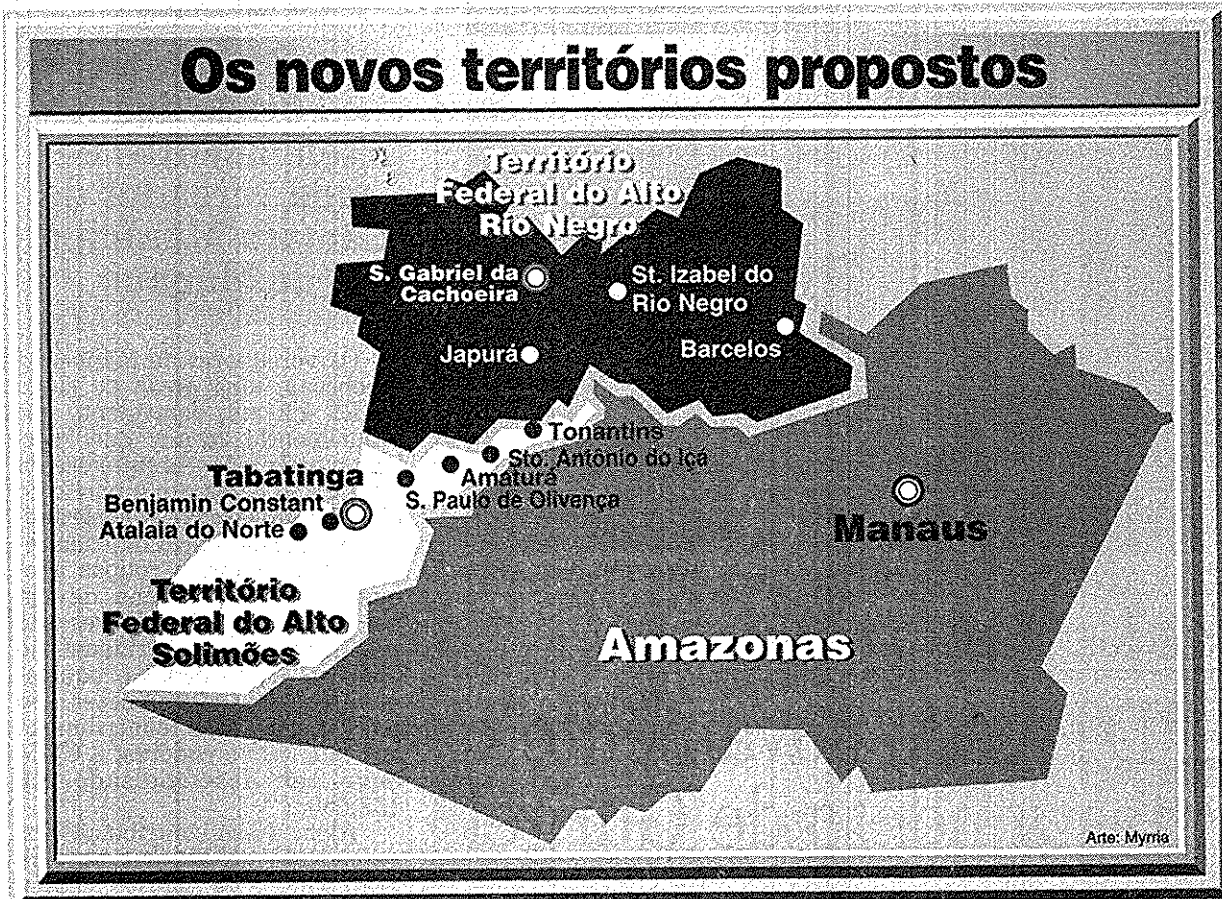 Os novos territórios propostos
Território
Federal do Alto
Rio Negro
S. Gabriel da
Cachoeira
St. Izabel do
Rio Negro
Japurá
Barcelos
Tonantins
Sto. Antônio do Iça
Amaturá
S. Paulo de Olivença
Tabatinga
Benjamin Constant
Atalaia do Norte
Manaus
Território
Federal do Alto
Solimões
Amazonas
Arte: Myrria